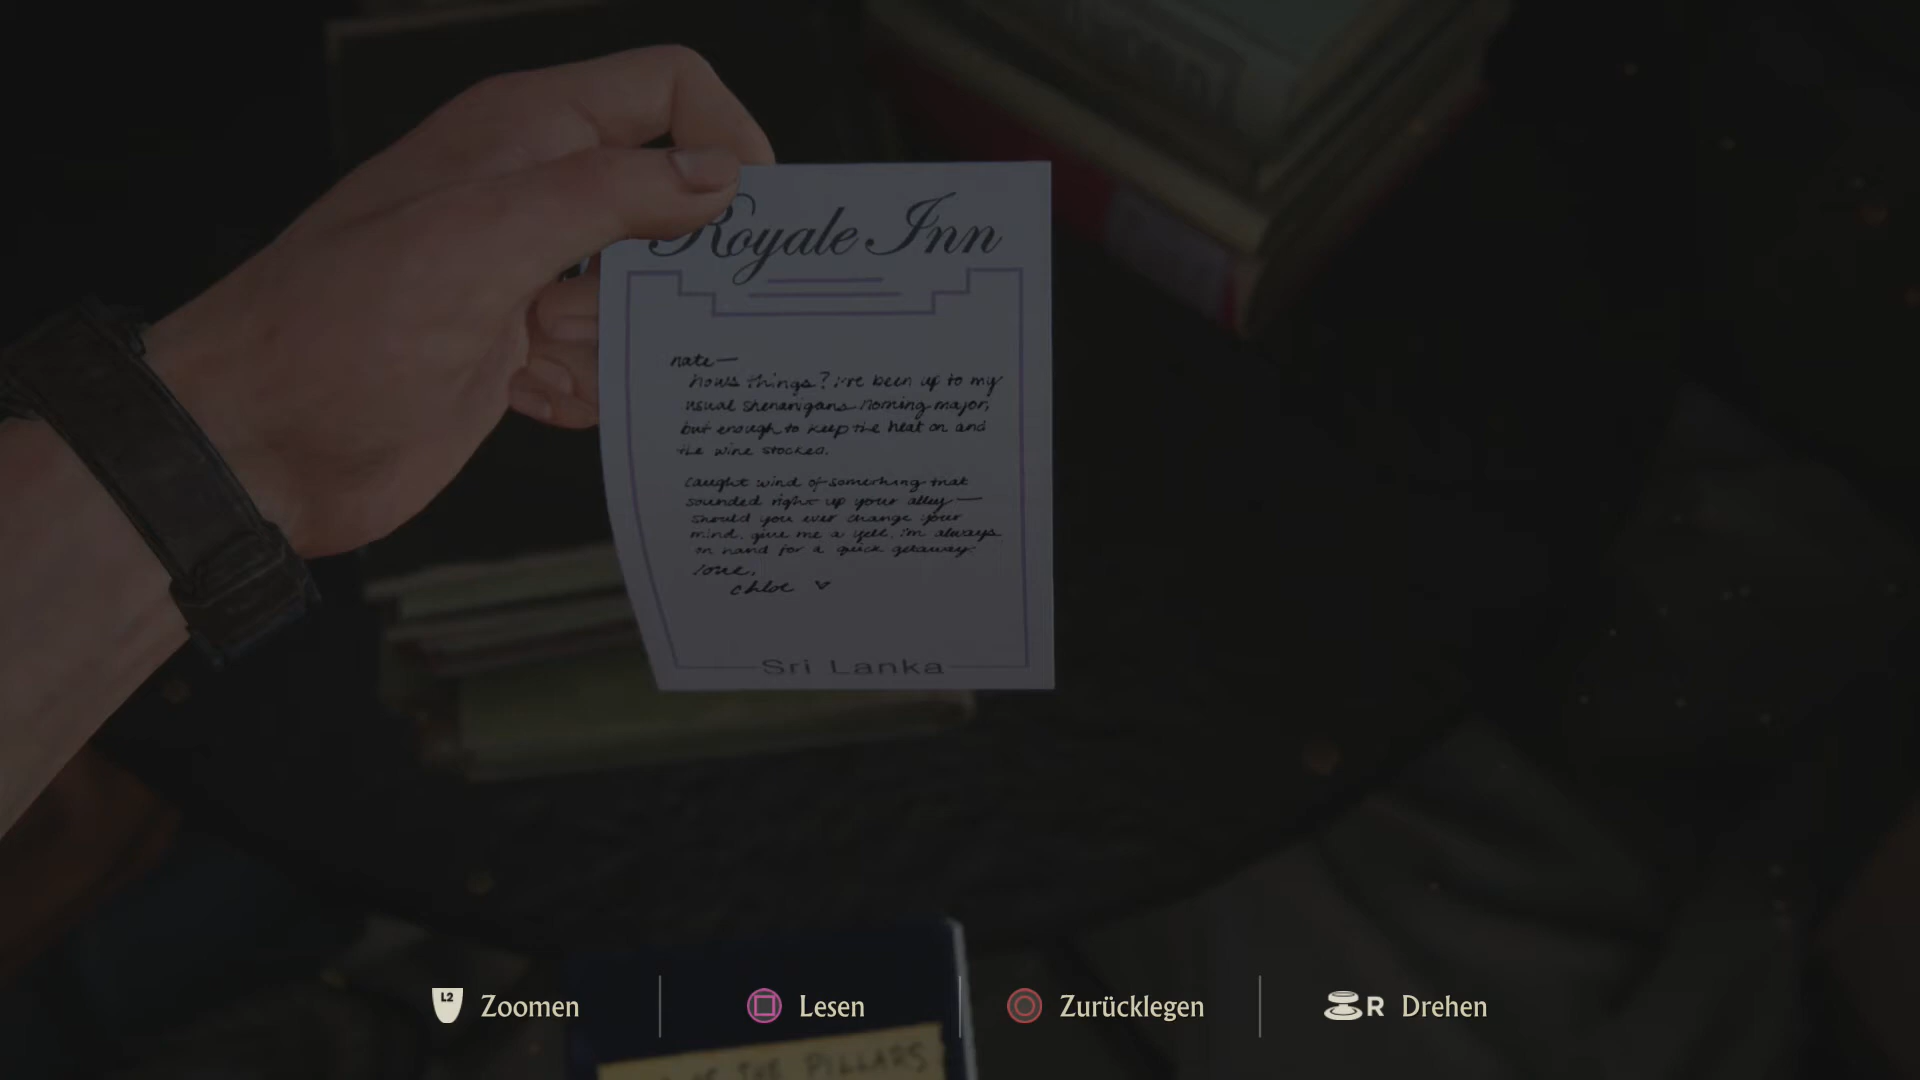 Royale Inn
nate—
hows things? i've been up to my
usual shenanigans. nothing major,
but enough to keep the heat on and
the wine stocked.
caught wind of something that
sounded right up your alley—
should you ever change your
mind, give me a yell. i'm always
on hand for a quick getaway.
love,
chloe
Sri Lanka
L2 Zoomen
Lesen
Zurücklegen
R Drehen
THE PILLARS